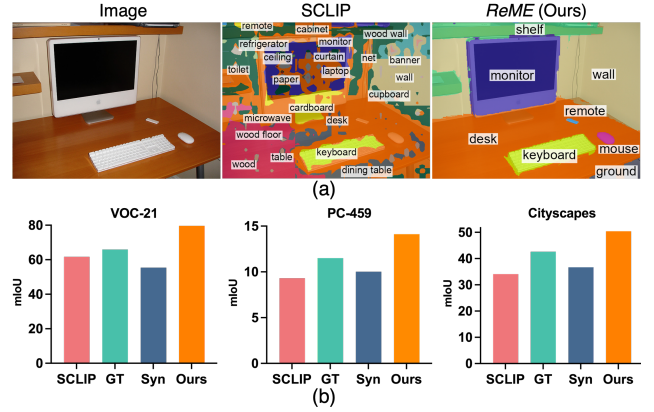 Image
SCLIP
ReME (Ours)
remote
cabinet
wood wall
refrigerator
monitor
ceiling
curtain
net
banner
toilet
laptop
paper
wall
cupboard
cardboard
microwave
desk
wood floor
keyboard
table
wood
dining table
shelf
monitor
wall
remote
desk
keyboard
mouse
ground
(a)
VOC-21
PC-459
Cityscapes
mIoU
80
60
40
20
0
SCLIP GT Syn Ours
mIoU
15
10
5
0
SCLIP GT Syn Ours
mIoU
50
40
30
20
10
0
SCLIP GT Syn Ours
(b)